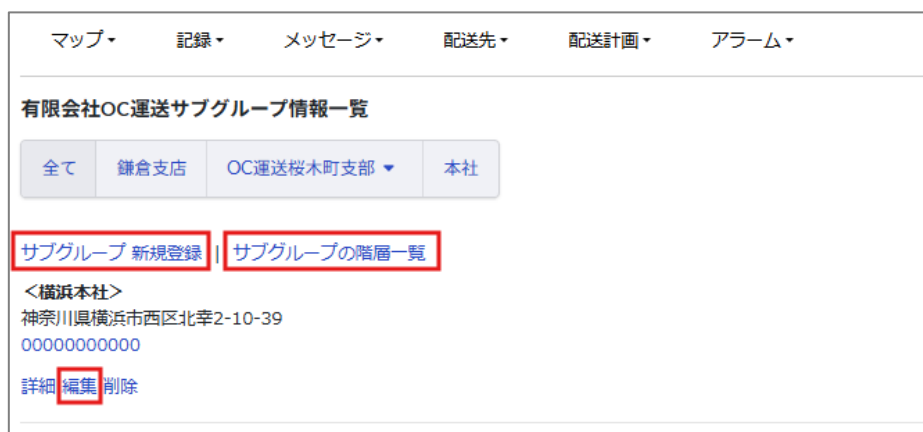 マップ 記録 メッセージ 配送先 配送計画 アラーム
有限会社OC運送サブグループ情報一覧
全て 鎌倉支店 OC運送桜木町支部 本社
サブグループ 新規登録 | サブグループの階層一覧
＜横浜本社＞
神奈川県横浜市西区北幸2-10-39
00000000000
詳細 編集 削除